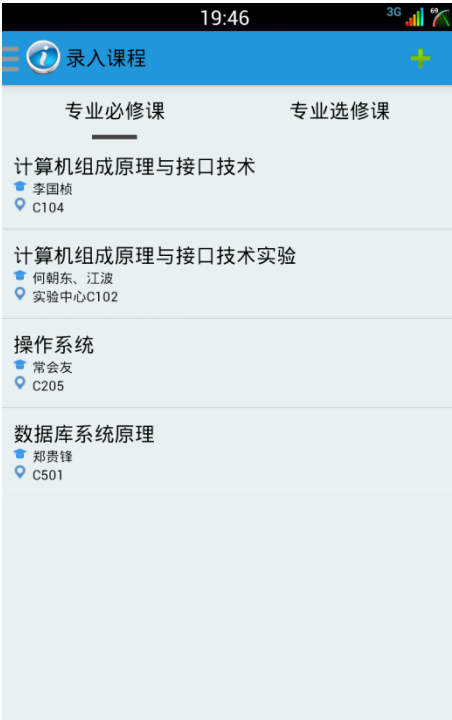 19:46
3G
69
录入课程
专业必修课 专业选修课
计算机组成原理与接口技术
李国桢
C104
计算机组成原理与接口技术实验
何朝东、江波
实验中心C102
操作系统
常会友
C205
数据库系统原理
郑贵锋
C501